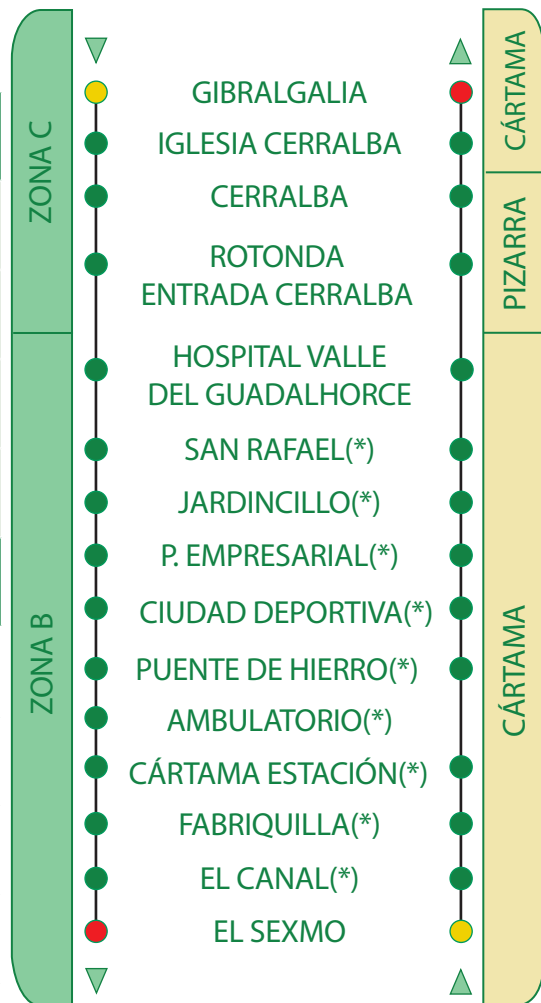 ZONA C
ZONA B
GIBRALGALIA
IGLESIA CERRALBA
CERRALBA
ROTONDA
ENTRADA CERRALBA
HOSPITAL VALLE
DEL GUADALHORCE
SAN RAFAEL(*)
JARDINCILLO(*)
P. EMPRESARIAL(*)
CIUDAD DEPORTIVA(*)
PUENTE DE HIERRO(*)
AMBULATORIO(*)
CÁRTAMA ESTACIÓN(*)
FABRIQUILLA(*)
EL CANAL(*)
EL SEXMO
CÁRTAMA
PIZARRA
CÁRTAMA